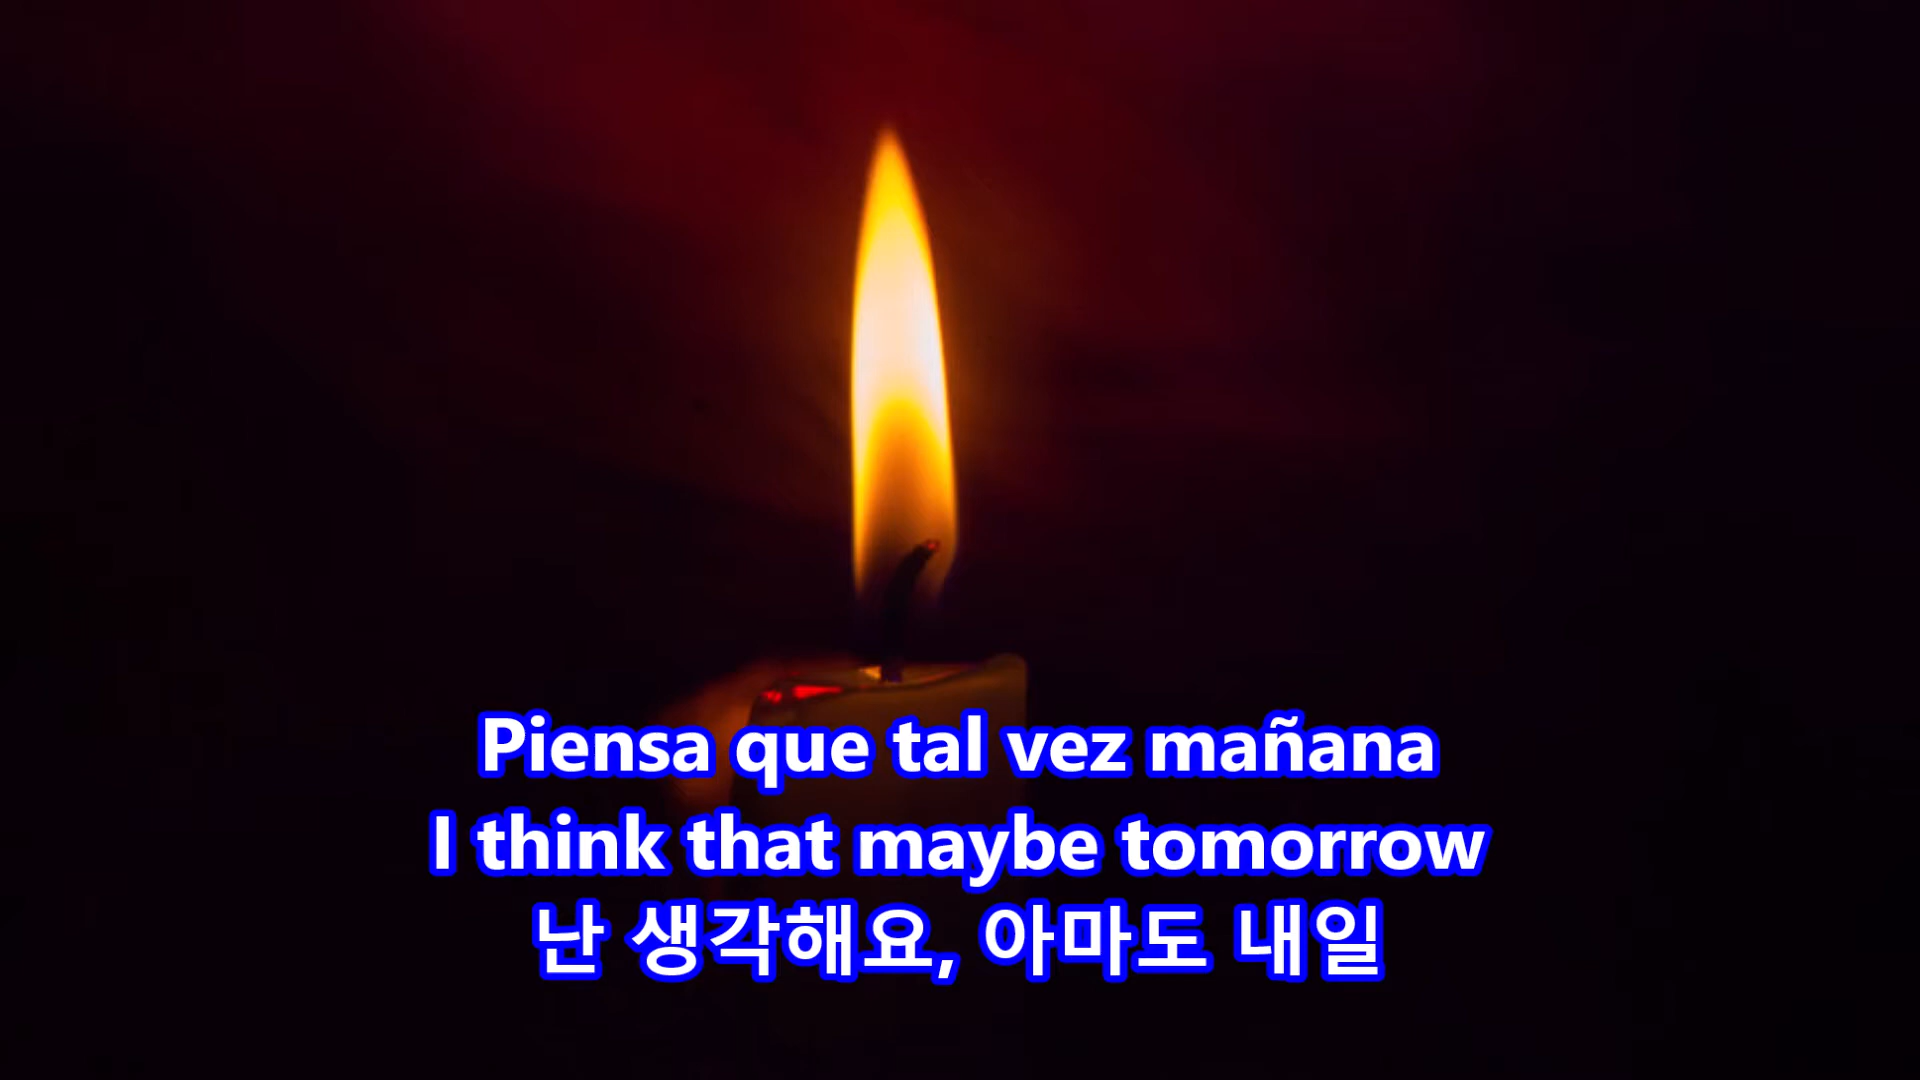 Piensa que tal vez mañana
I think that maybe tomorrow
난 생각해요, 아마도 내일